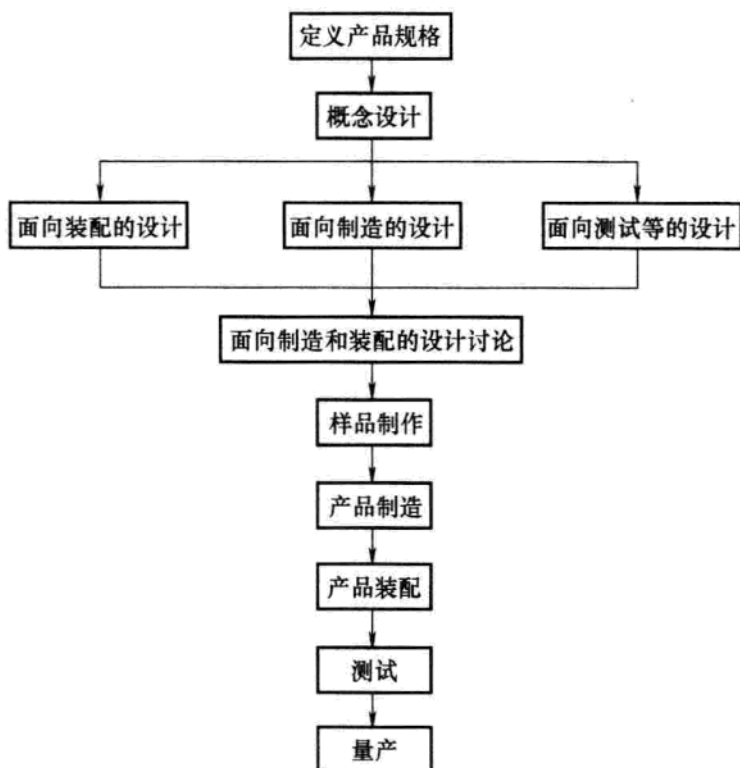 定义产品规格
概念设计
面向装配的设计
面向制造的设计
面向测试等的设计
面向制造和装配的设计讨论
样品制作
产品制造
产品装配
测试
量产